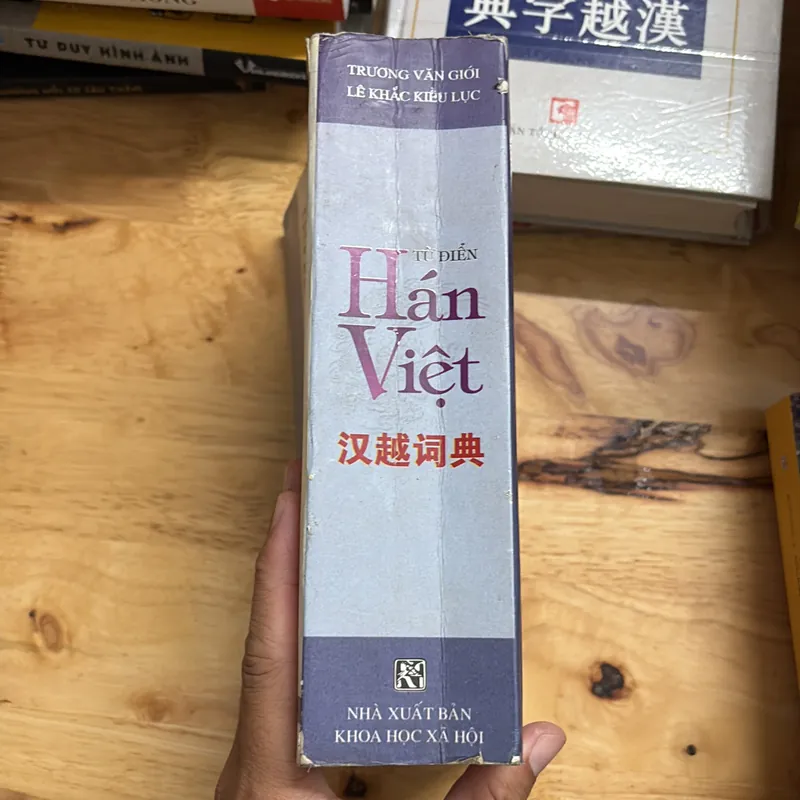 TƯ DUY HÌNH ẢNH
典字越漢
TRƯƠNG VĂN GIỚI
LÊ KHẮC KIỀU LỤC
TỪ ĐIỂN
Hán
Việt
汉越词典
NHÀ XUẤT BẢN
KHOA HỌC XÃ HỘI